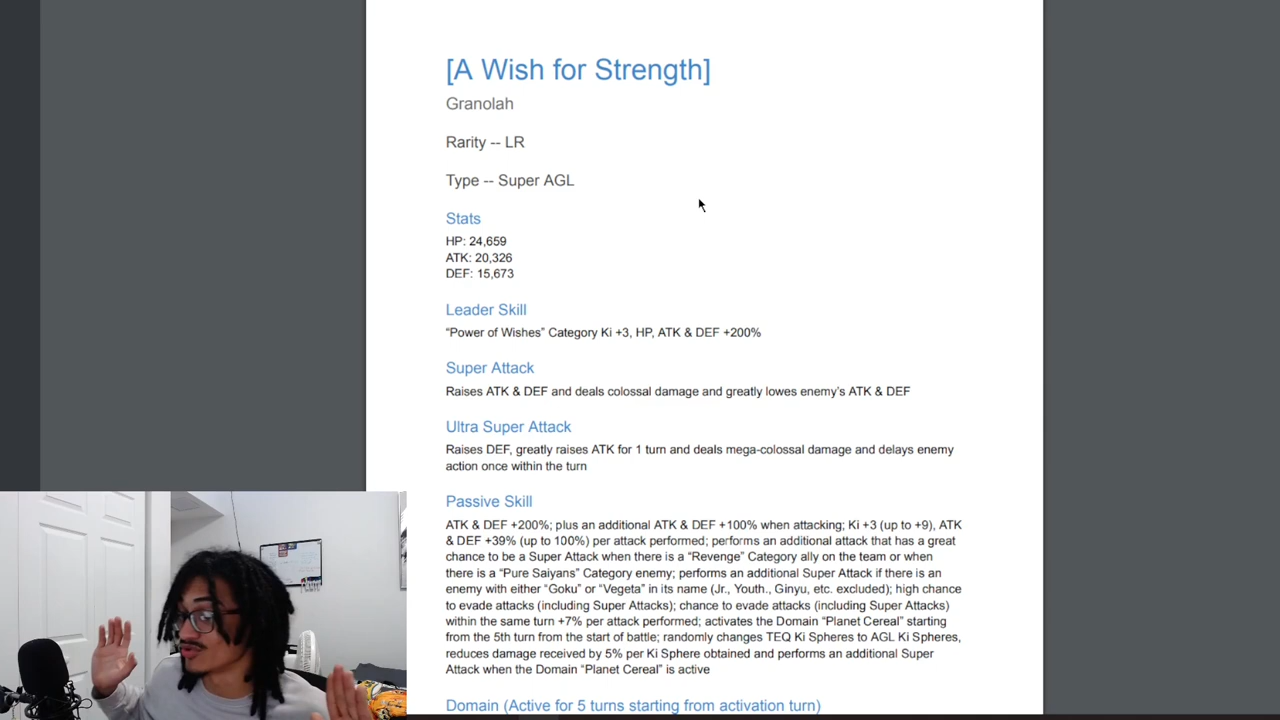 [A Wish for Strength]
Granolah
Rarity -- LR
Type -- Super AGL
Stats
HP: 24,659
ATK: 20,326
DEF: 15,673
Leader Skill
“Power of Wishes” Category Ki +3, HP, ATK & DEF +200%
Super Attack
Raises ATK & DEF and deals colossal damage and greatly lowes enemy’s ATK & DEF
Ultra Super Attack
Raises DEF, greatly raises ATK for 1 turn and deals mega-colossal damage and delays enemy
action once within the turn
Passive Skill
ATK & DEF +200%; plus an additional ATK & DEF +100% when attacking; Ki +3 (up to +9), ATK
& DEF +39% (up to 100%) per attack performed; performs an additional attack that has a great
chance to be a Super Attack when there is a “Revenge” Category ally on the team or when
there is a “Pure Saiyans” Category enemy; performs an additional Super Attack if there is an
enemy with either “Goku” or “Vegeta” in its name (Jr., Youth., Ginyu, etc. excluded); high chance
to evade attacks (including Super Attacks); chance to evade attacks (including Super Attacks)
within the same turn +7% per attack performed; activates the Domain “Planet Cereal” starting
from the 5th turn from the start of battle; randomly changes TEQ Ki Spheres to AGL Ki Spheres,
reduces damage received by 5% per Ki Sphere obtained and performs an additional Super
Attack when the Domain “Planet Cereal” is active
Domain (Active for 5 turns starting from activation turn)